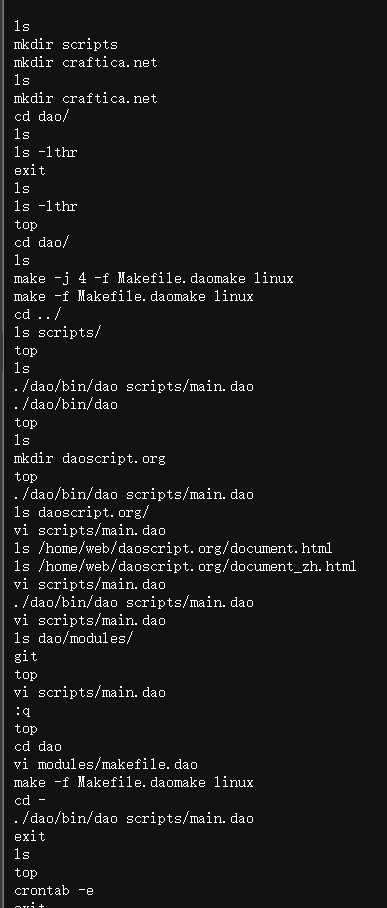 ls
mkdir scripts
mkdir craftica.net
ls
mkdir craftica.net
cd dao/
ls
ls -lthr
exit
ls
ls -lthr
top
cd dao/
ls
make -j 4 -f Makefile.daomake linux
make -f Makefile.daomake linux
cd ../
ls scripts/
top
ls
./dao/bin/dao scripts/main.dao
./dao/bin/dao
top
ls
mkdir daoscript.org
top
./dao/bin/dao scripts/main.dao
ls daoscript.org/
vi scripts/main.dao
ls /home/web/daoscript.org/document.html
ls /home/web/daoscript.org/document_zh.html
vi scripts/main.dao
./dao/bin/dao scripts/main.dao
vi scripts/main.dao
ls dao/modules/
git
top
vi scripts/main.dao
:q
top
cd dao
vi modules/makefile.dao
make -f Makefile.daomake linux
cd -
./dao/bin/dao scripts/main.dao
exit
ls
top
crontab -e
exit